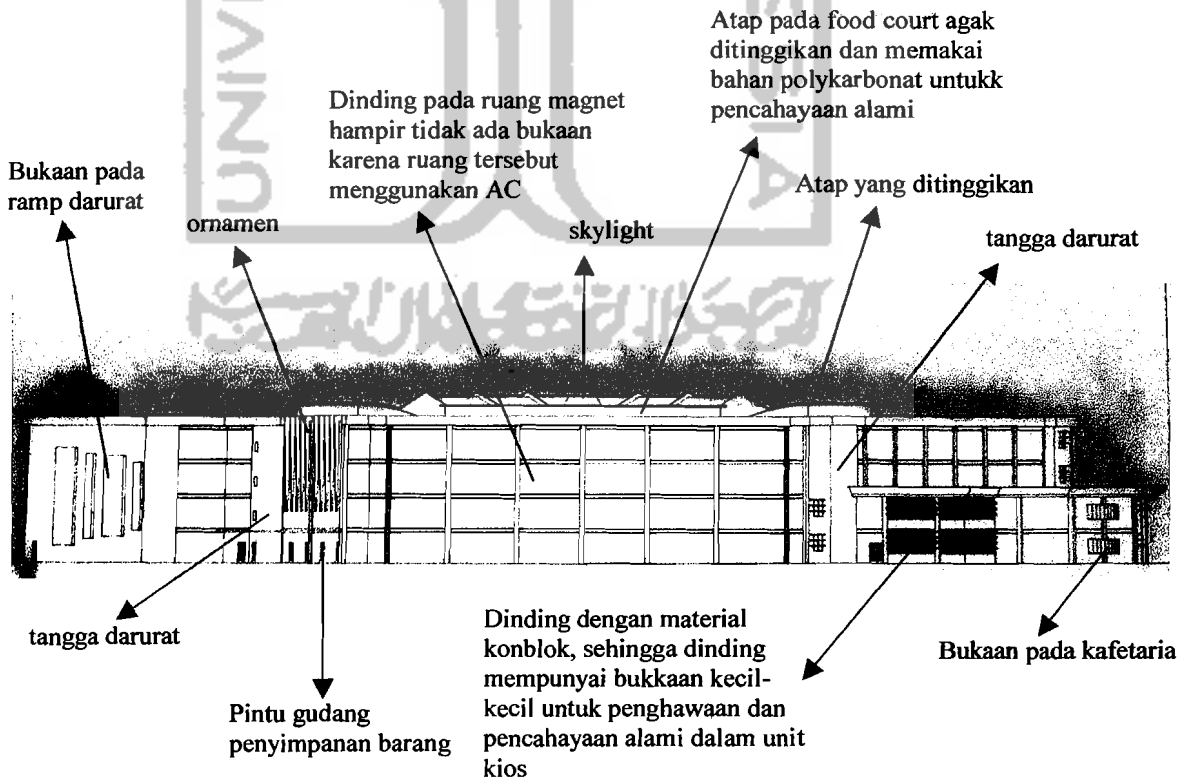 Atap pada food court agak
ditinggikan dan memakai
bahan polykarbonat untukk
pencahayaan alami
Dinding pada ruang magnet
hampir tidak ada bukaan
karena ruang tersebut
menggunakan AC
Bukaan pada
ramp darurat
ornamen
skylight
Atap yang ditinggikan
tangga darurat
tangga darurat
Pintu gudang
penyimpanan barang
Dinding dengan material
konblok, sehingga dinding
mempunyai bukkaan kecil-
kecil untuk penghawaan dan
pencahayaan alami dalam unit
kios
Bukaan pada kafetaria
UNIV
SIA